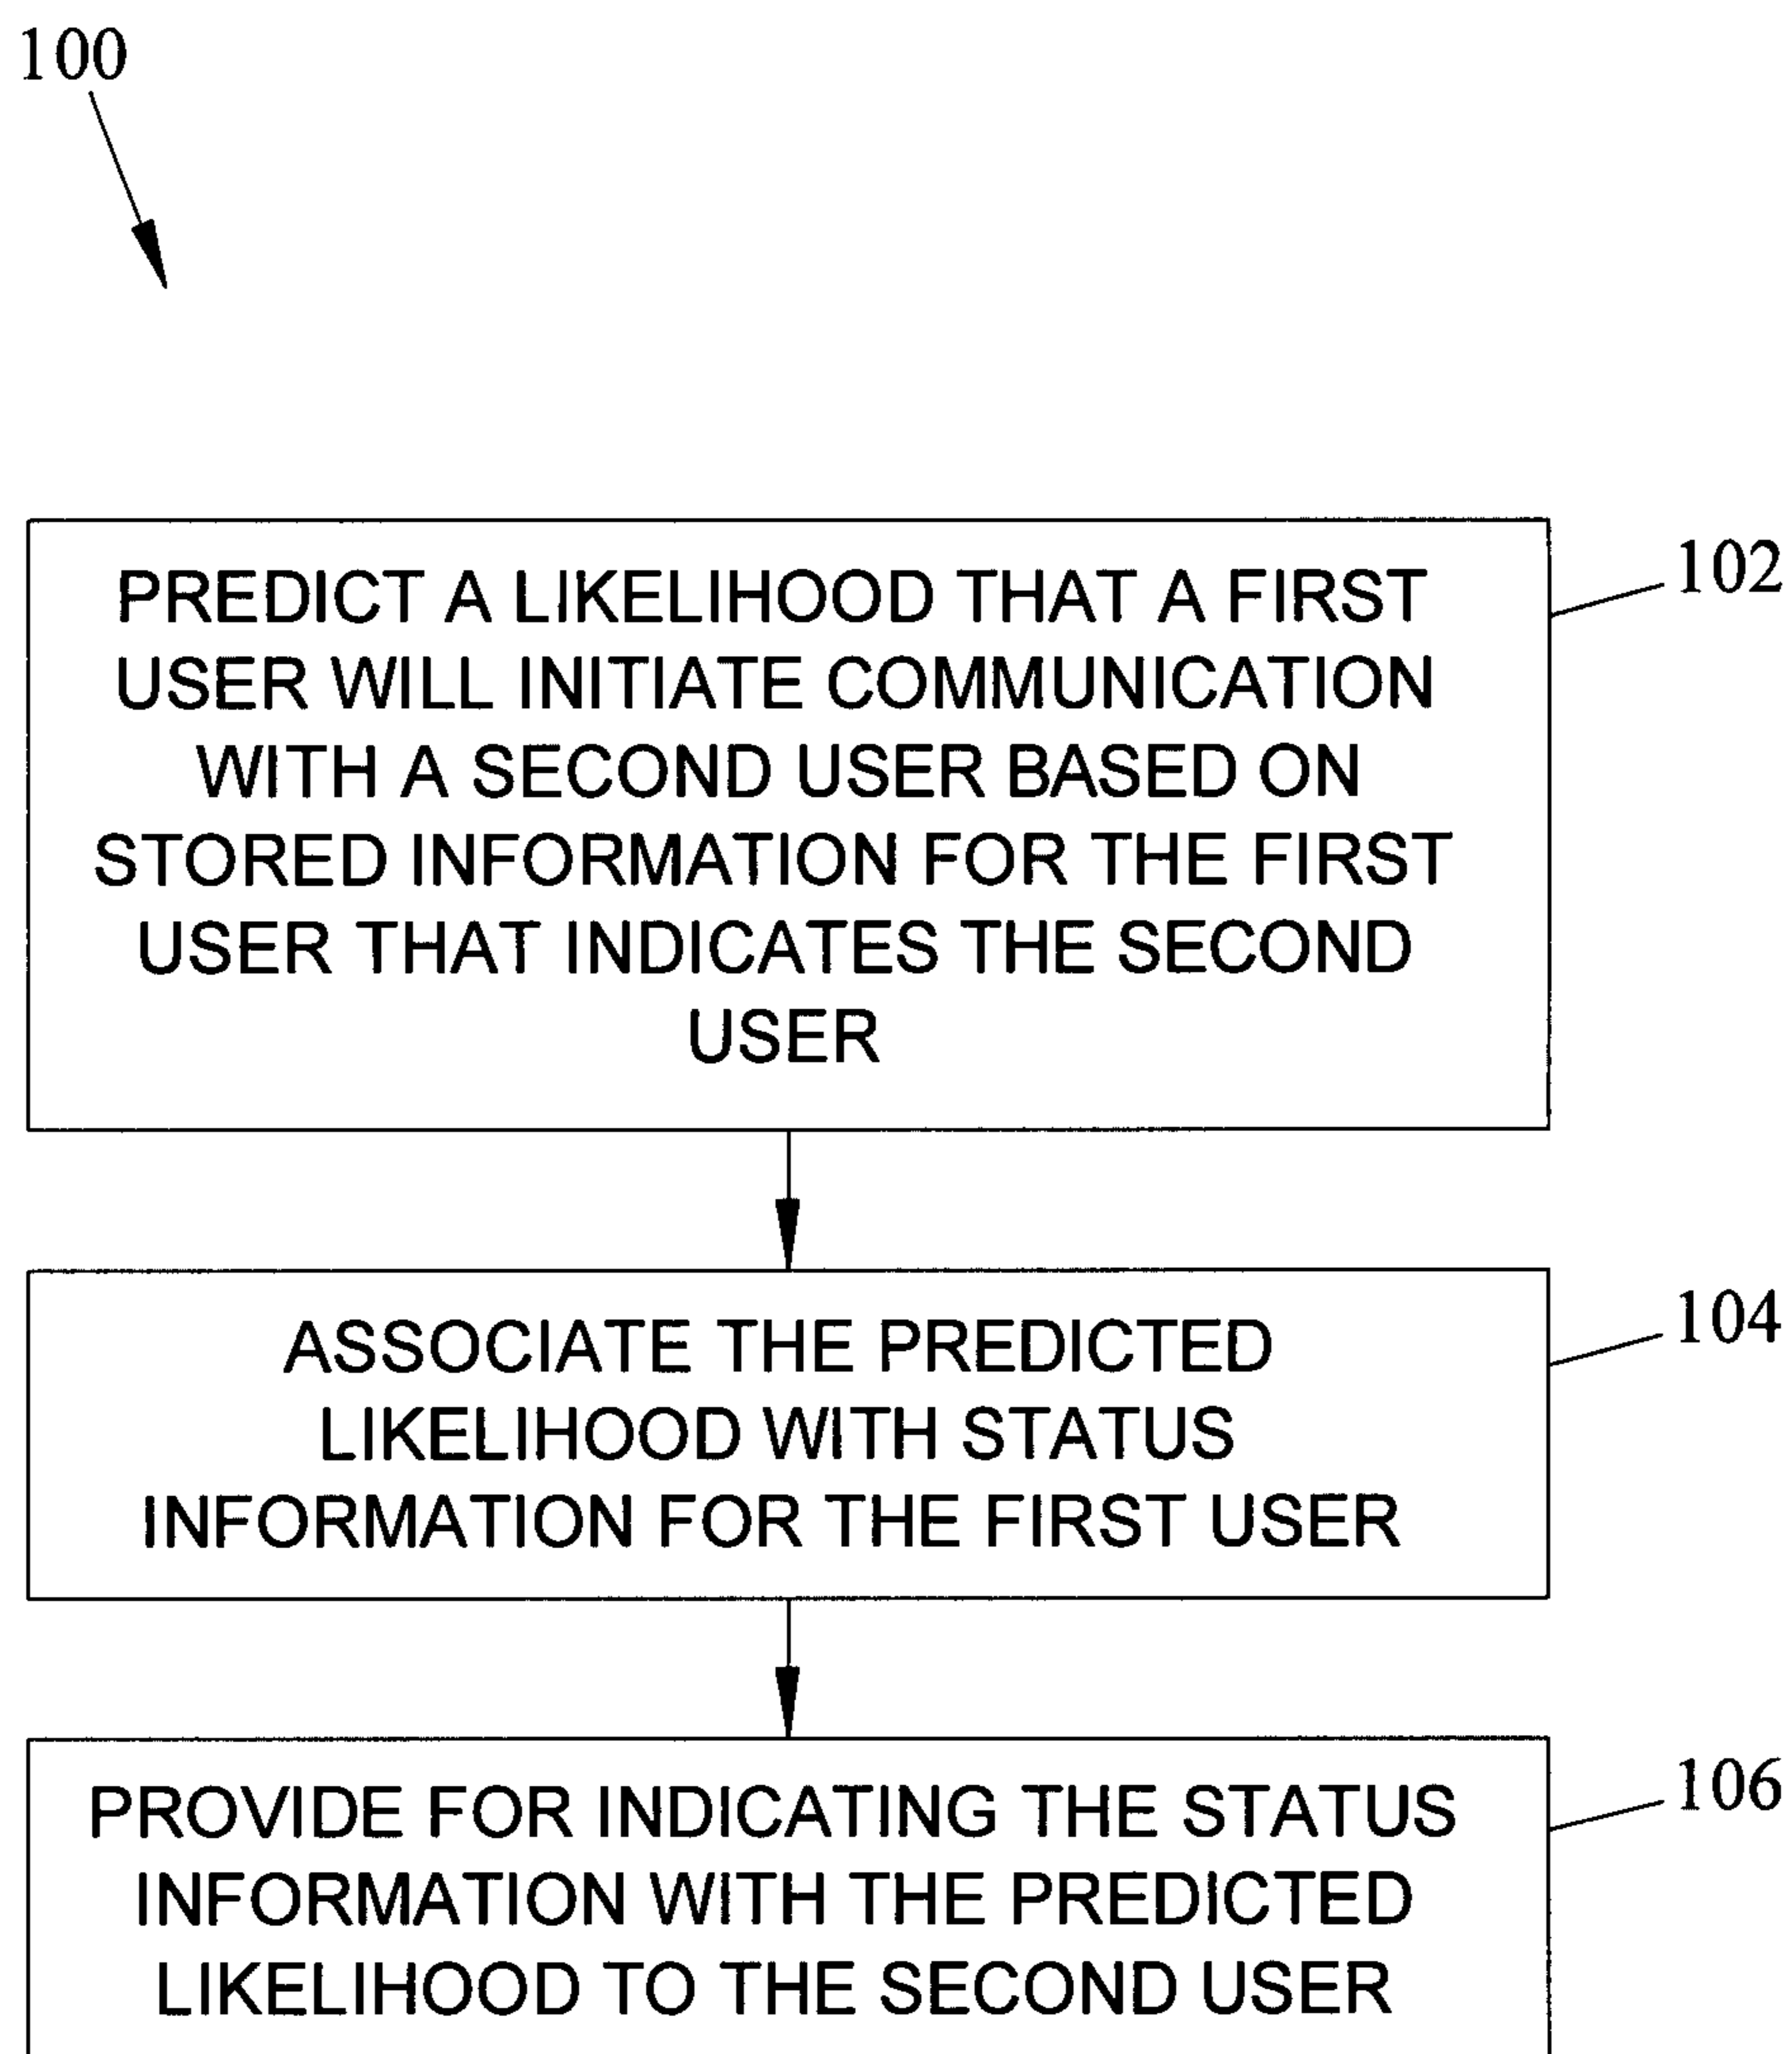 100
PREDICT A LIKELIHOOD THAT A FIRST
USER WILL INITIATE COMMUNICATION
WITH A SECOND USER BASED ON
STORED INFORMATION FOR THE FIRST
USER THAT INDICATES THE SECOND
USER
102
ASSOCIATE THE PREDICTED
LIKELIHOOD WITH STATUS
INFORMATION FOR THE FIRST USER
104
PROVIDE FOR INDICATING THE STATUS
INFORMATION WITH THE PREDICTED
LIKELIHOOD TO THE SECOND USER
106